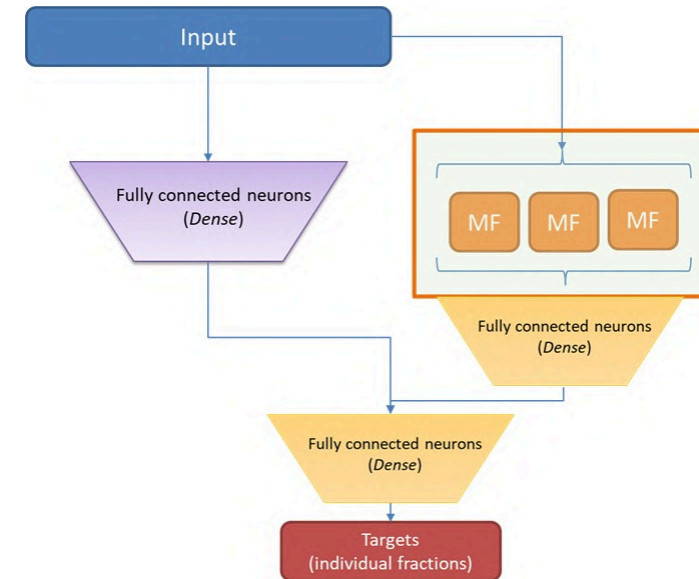 Input
Fully connected neurons
(Dense)
MF MF MF
Fully connected neurons
(Dense)
Fully connected neurons
(Dense)
Targets
(individual fractions)